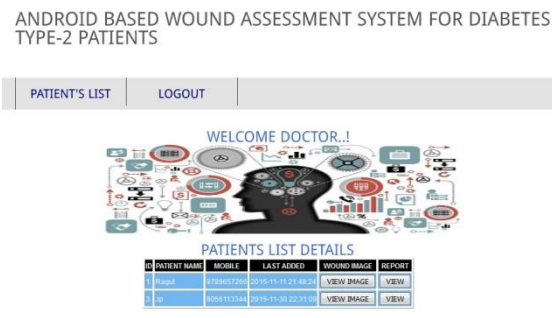 ANDROID BASED WOUND ASSESSMENT SYSTEM FOR DIABETES
TYPE-2 PATIENTS
PATIENT'S LIST LOGOUT
WELCOME DOCTOR..!
PATIENTS LIST DETAILS
ID PATIENT NAME MOBILE LAST ADDED WOUND IMAGE REPORT
1 Ragul 9789657266 2015-11-11 21:48:24 VIEW IMAGE VIEW
3 Jp 8056113344 2015-11-30 22:31:09 VIEW IMAGE VIEW